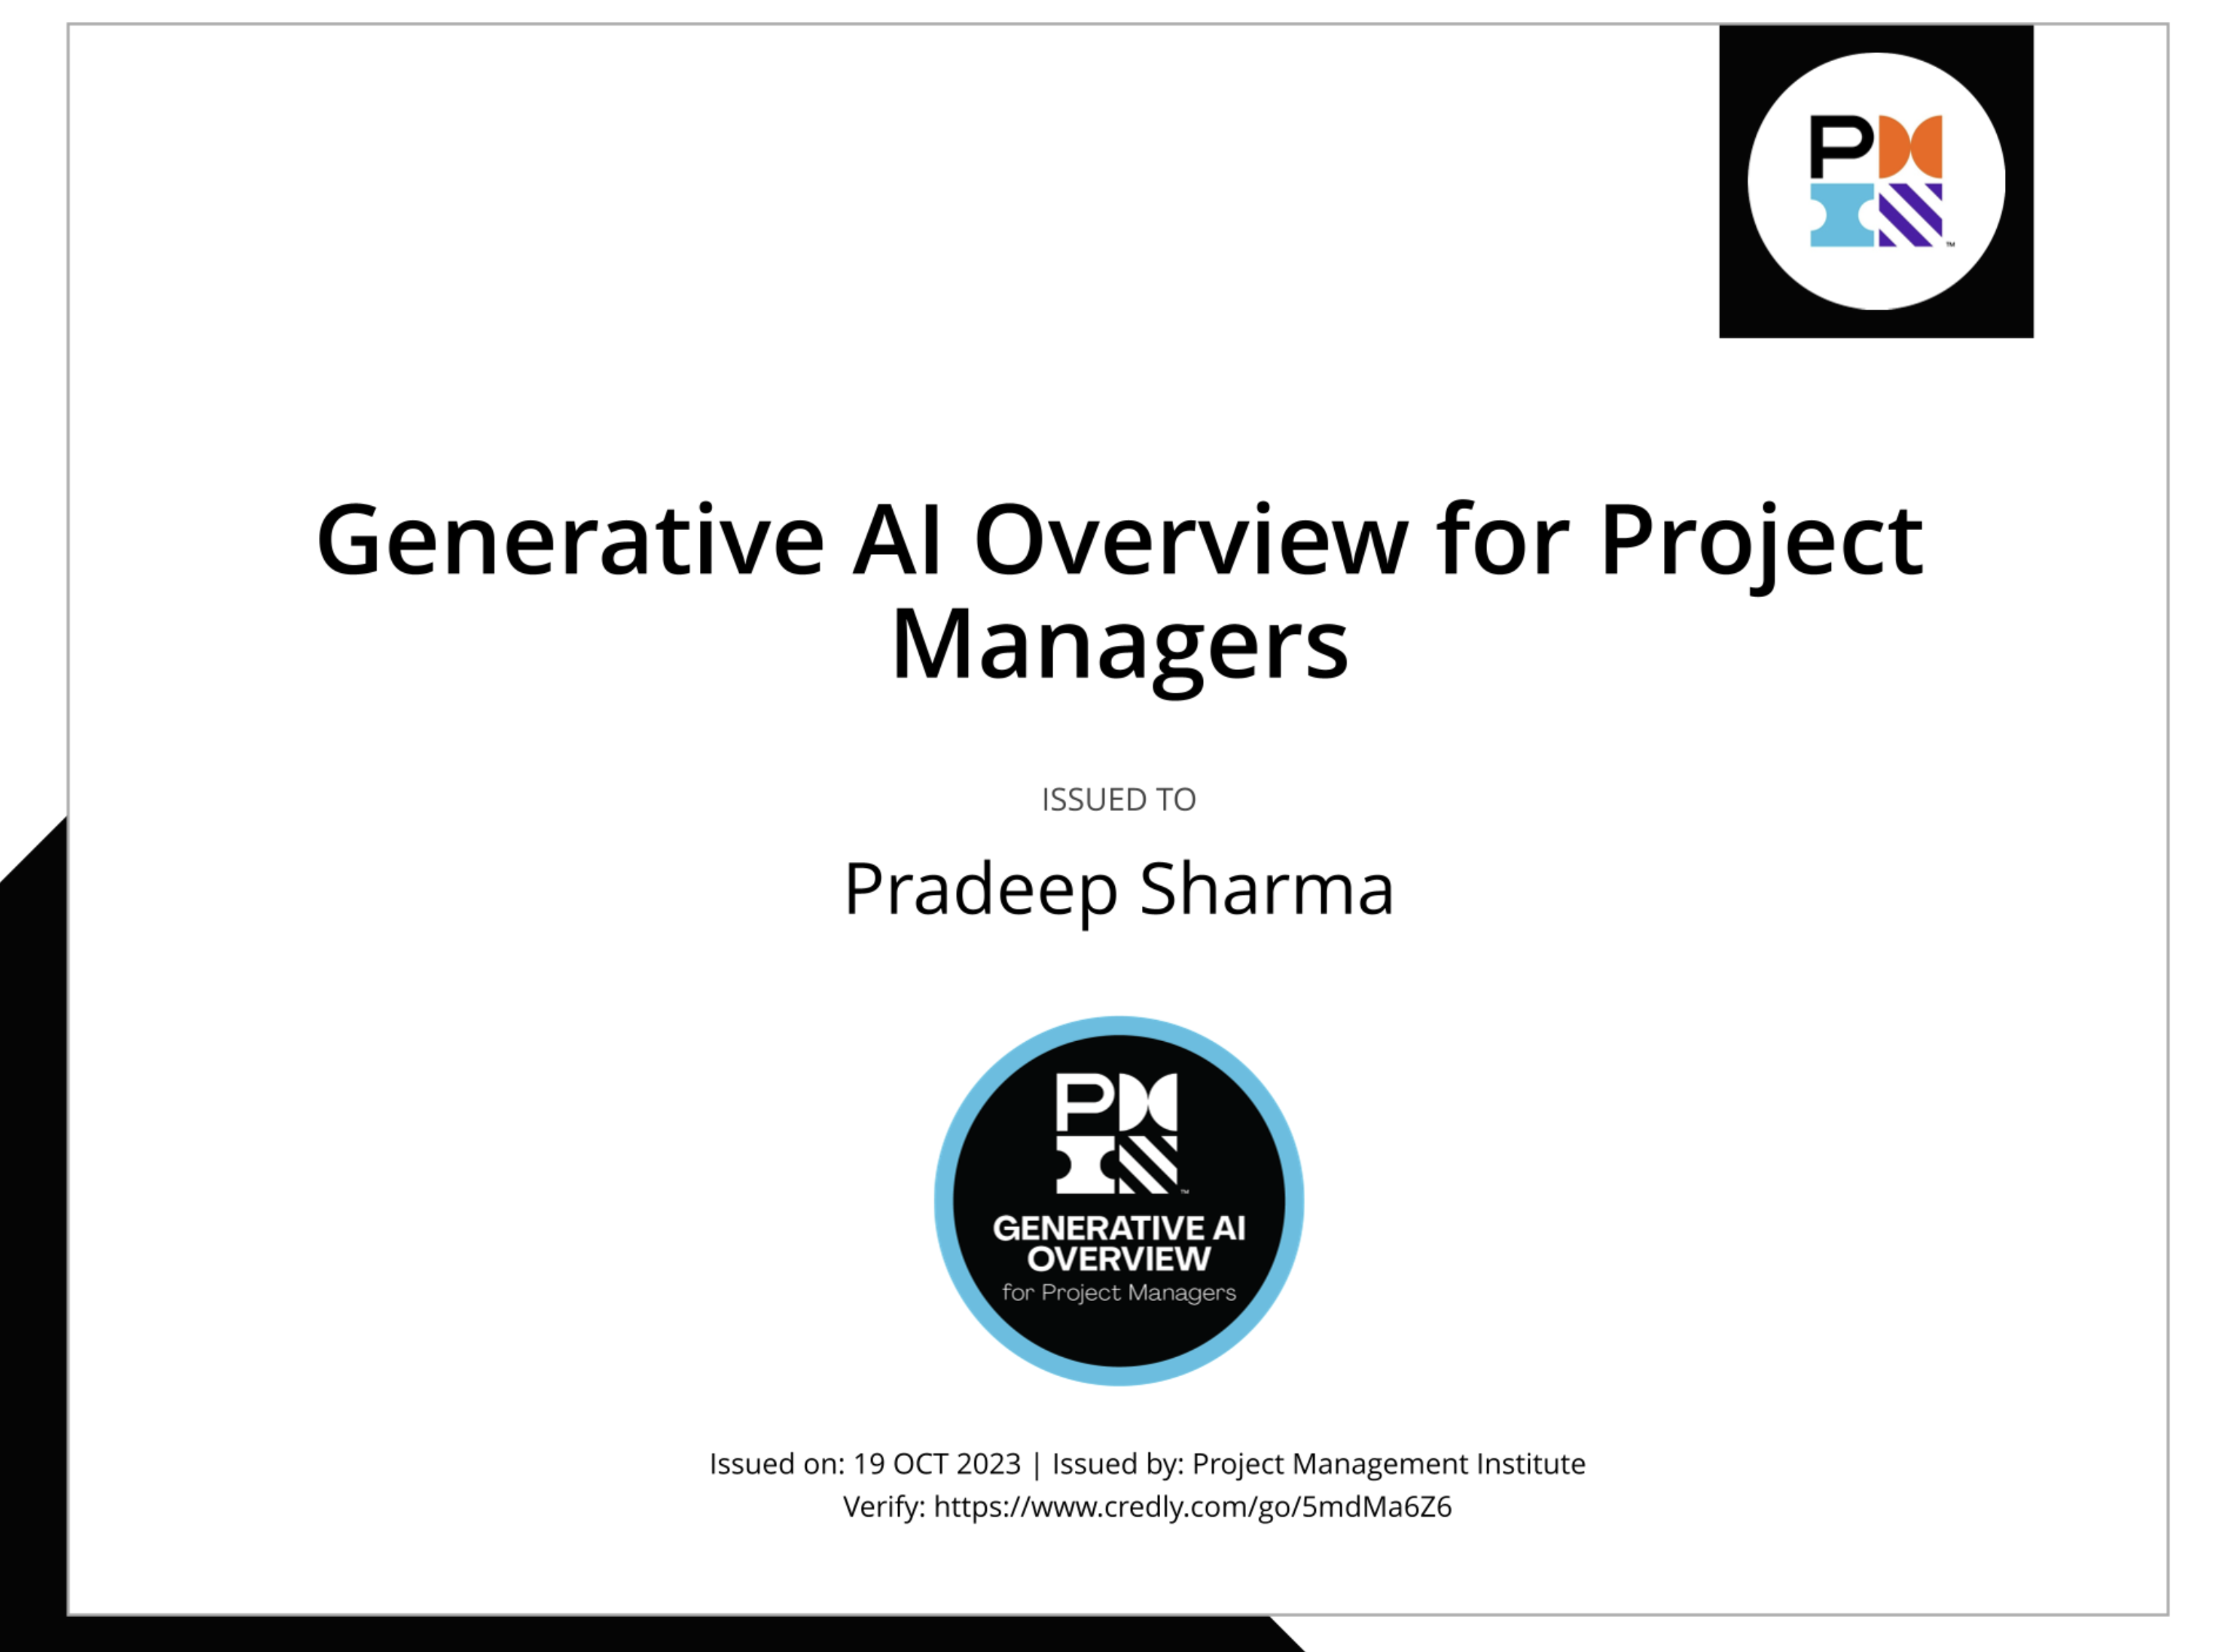 Generative AI Overview for Project
Managers
ISSUED TO
Pradeep Sharma
GENERATIVE AI
OVERVIEW
for Project Managers
Issued on: 19 OCT 2023 | Issued by: Project Management Institute
Verify: https://www.credly.com/go/5mdMa6Z6